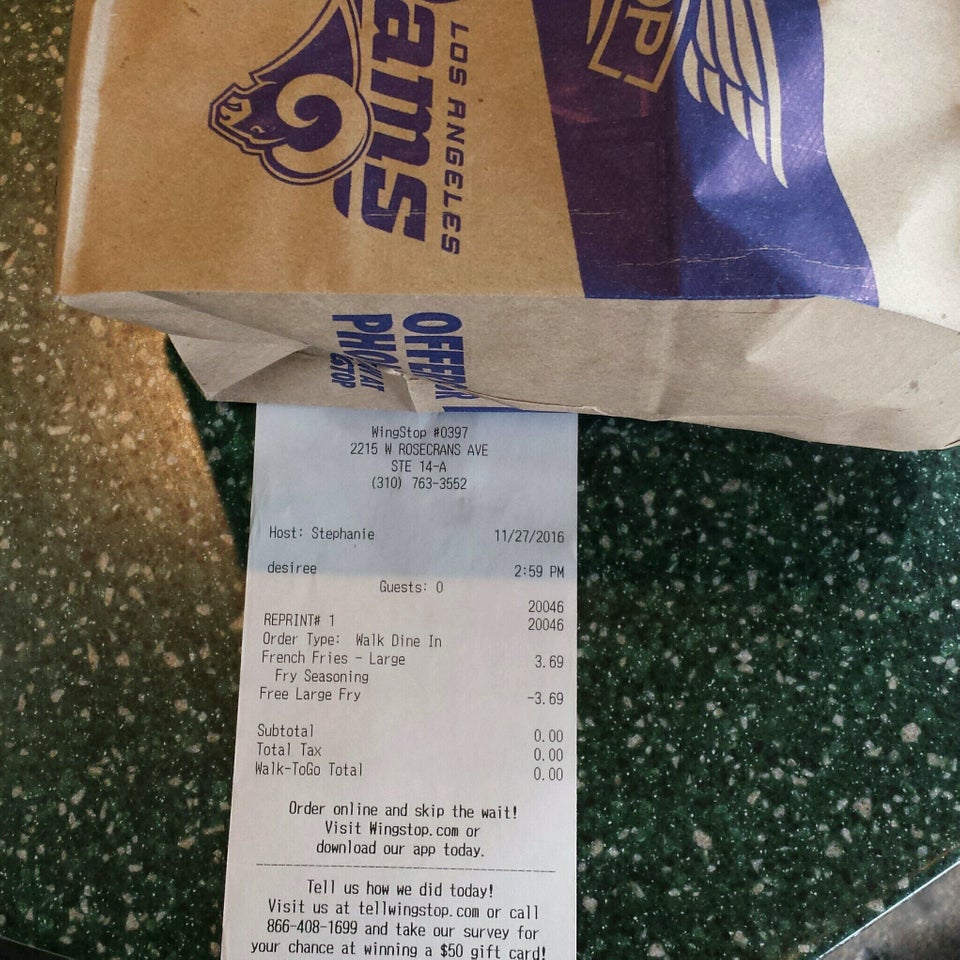 Rams
LOS ANGELES
OP
OFFER
WingStop #0397
2215 W ROSECRANS AVE
STE 14-A
(310) 763-3552
Host: Stephanie 11/27/2016
desiree 2:59 PM
Guests: 0
20046
REPRINT# 1 20046
Order Type: Walk Dine In
French Fries - Large 3.69
Fry Seasoning
Free Large Fry -3.69
Subtotal 0.00
Total Tax 0.00
Walk-ToGo Total 0.00
Order online and skip the wait!
Visit Wingstop.com or
download our app today.
Tell us how we did today!
Visit us at tellwingstop.com or call
866-408-1699 and take our survey for
your chance at winning a $50 gift card!